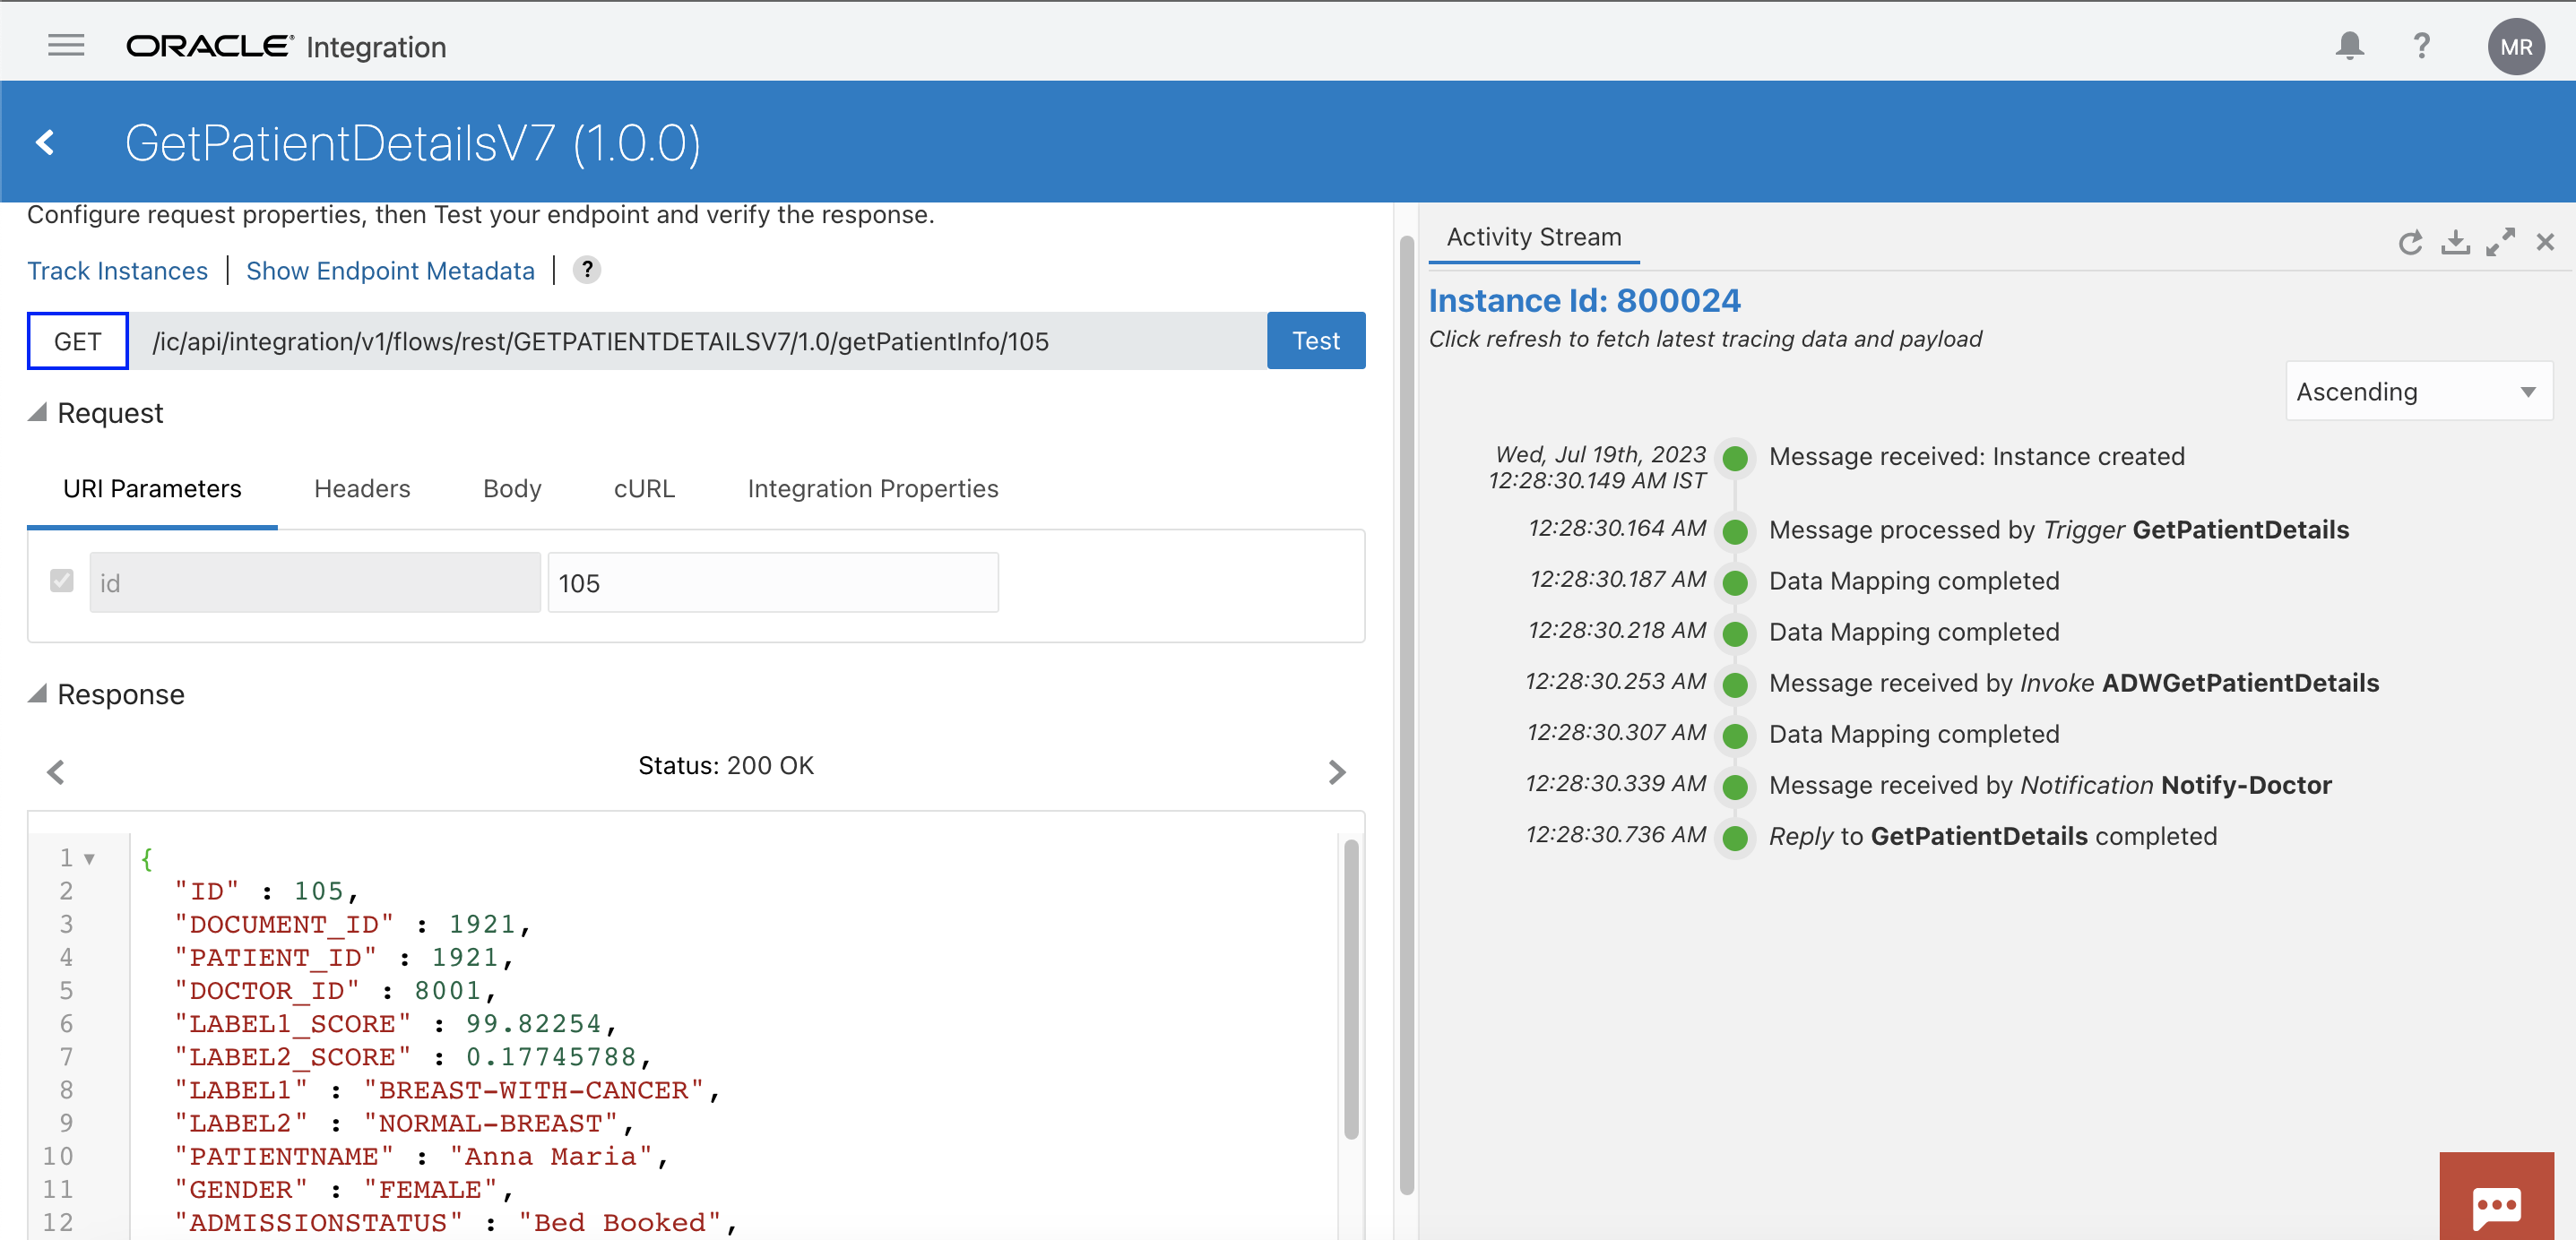 ORACLE Integration
?
MR
GetPatientDetailsV7 (1.0.0)
Configure request properties, then Test your endpoint and verify the response.
Track Instances | Show Endpoint Metadata | ?
GET /ic/api/integration/v1/flows/rest/GETPATIENTDETAILSV7/1.0/getPatientInfo/105 Test
Request
URI Parameters Headers Body cURL Integration Properties
id 105
Response
Status: 200 OK
1 {
2 "ID" : 105,
3 "DOCUMENT_ID" : 1921,
4 "PATIENT_ID" : 1921,
5 "DOCTOR_ID" : 8001,
6 "LABEL1_SCORE" : 99.82254,
7 "LABEL2_SCORE" : 0.17745788,
8 "LABEL1" : "BREAST-WITH-CANCER",
9 "LABEL2" : "NORMAL-BREAST",
10 "PATIENTNAME" : "Anna Maria",
11 "GENDER" : "FEMALE",
12 "ADMISSIONSTATUS" : "Bed Booked",
Activity Stream
Instance Id: 800024
Click refresh to fetch latest tracing data and payload
Ascending
Wed, Jul 19th, 2023
12:28:30.149 AM IST Message received: Instance created
12:28:30.164 AM Message processed by Trigger GetPatientDetails
12:28:30.187 AM Data Mapping completed
12:28:30.218 AM Data Mapping completed
12:28:30.253 AM Message received by Invoke ADWGetPatientDetails
12:28:30.307 AM Data Mapping completed
12:28:30.339 AM Message received by Notification Notify-Doctor
12:28:30.736 AM Reply to GetPatientDetails completed